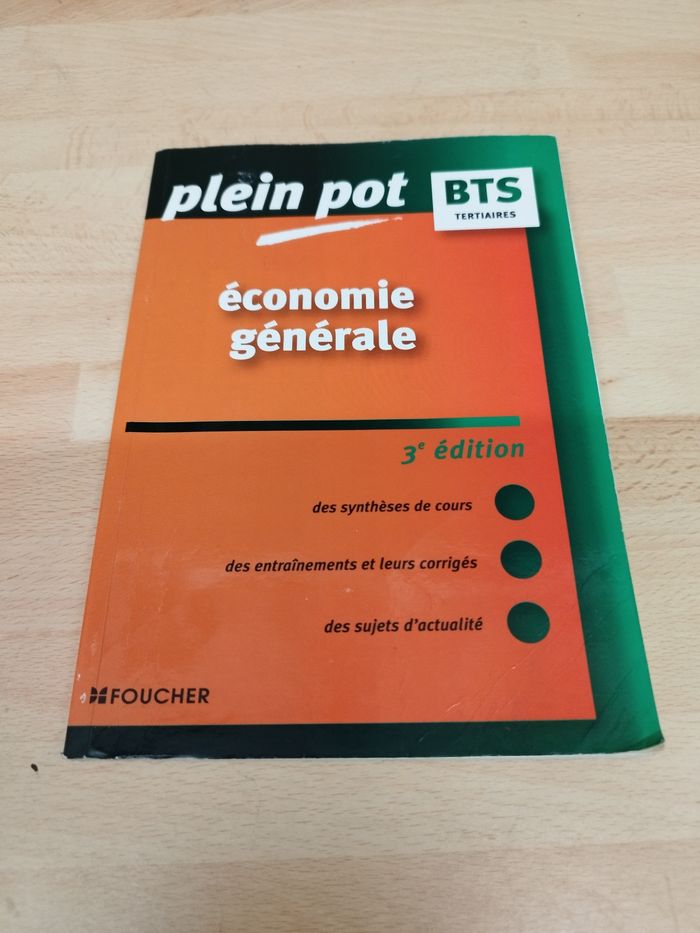 plein pot
BTS
TERTIAIRES
économie
générale
3e édition
des synthèses de cours
des entraînements et leurs corrigés
des sujets d'actualité
FOUCHER